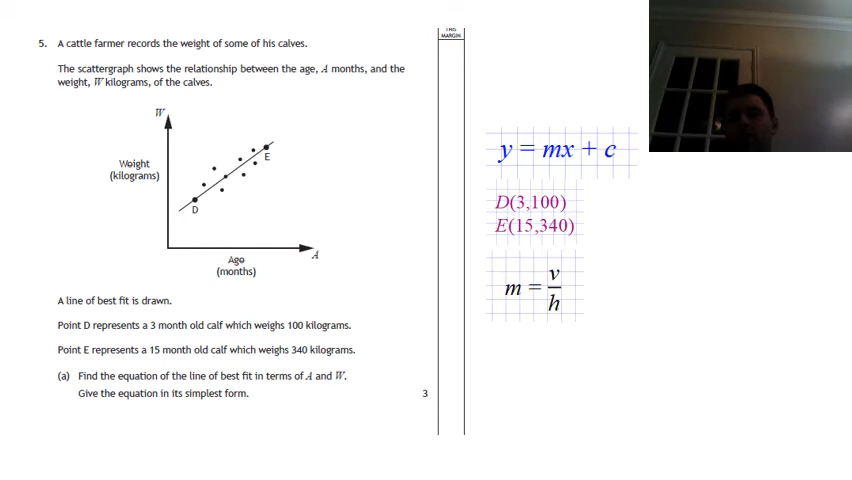 5. A cattle farmer records the weight of some of his calves.
The scattergraph shows the relationship between the age, A months, and the
weight, W kilograms, of the calves.
W
Weight
(kilograms)
E
D
A
Age
(months)
A line of best fit is drawn.
Point D represents a 3 month old calf which weighs 100 kilograms.
Point E represents a 15 month old calf which weighs 340 kilograms.
(a) Find the equation of the line of best fit in terms of A and W.
Give the equation in its simplest form. 3
THIS
MARGIN
y = mx + c
D(3,100)
E(15,340)
m = v/h